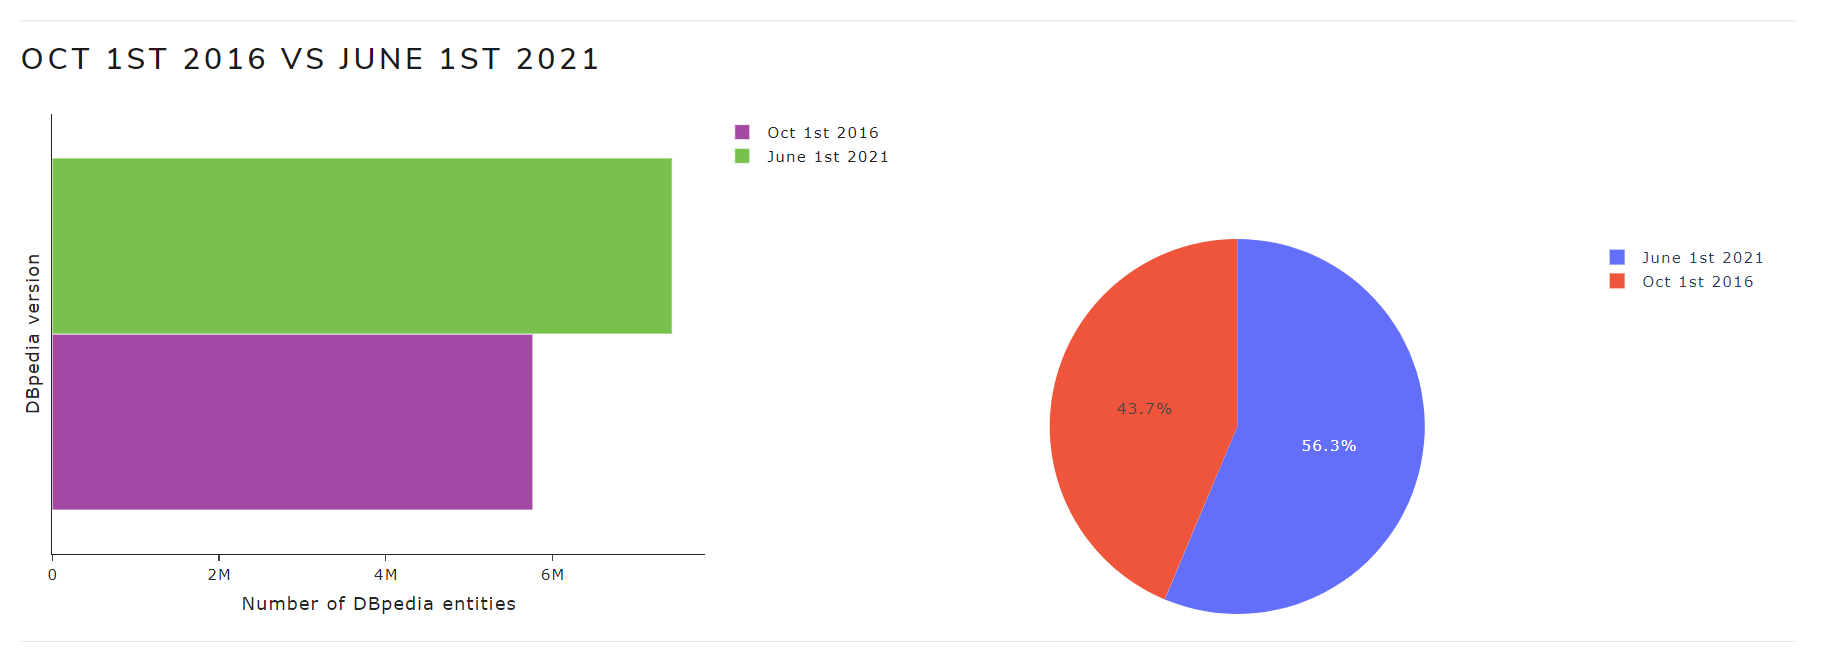 OCT 1ST 2016 VS JUNE 1ST 2021
Oct 1st 2016
June 1st 2021
DBpedia version
0
2M
4M
6M
Number of DBpedia entities
June 1st 2021
Oct 1st 2016
43.7%
56.3%